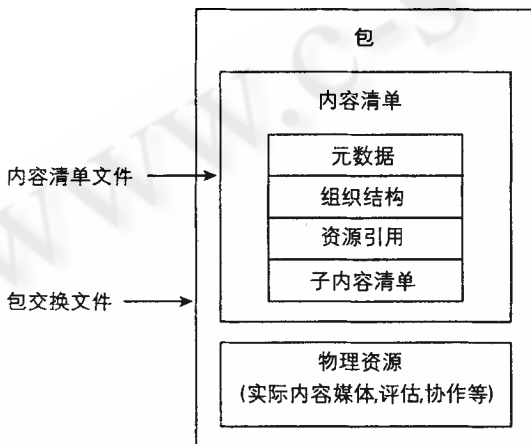 包
内容清单
元数据
组织结构
资源引用
子内容清单
内容清单文件
包交换文件
物理资源
(实际内容,媒体,评估,协作等)
www.c-s